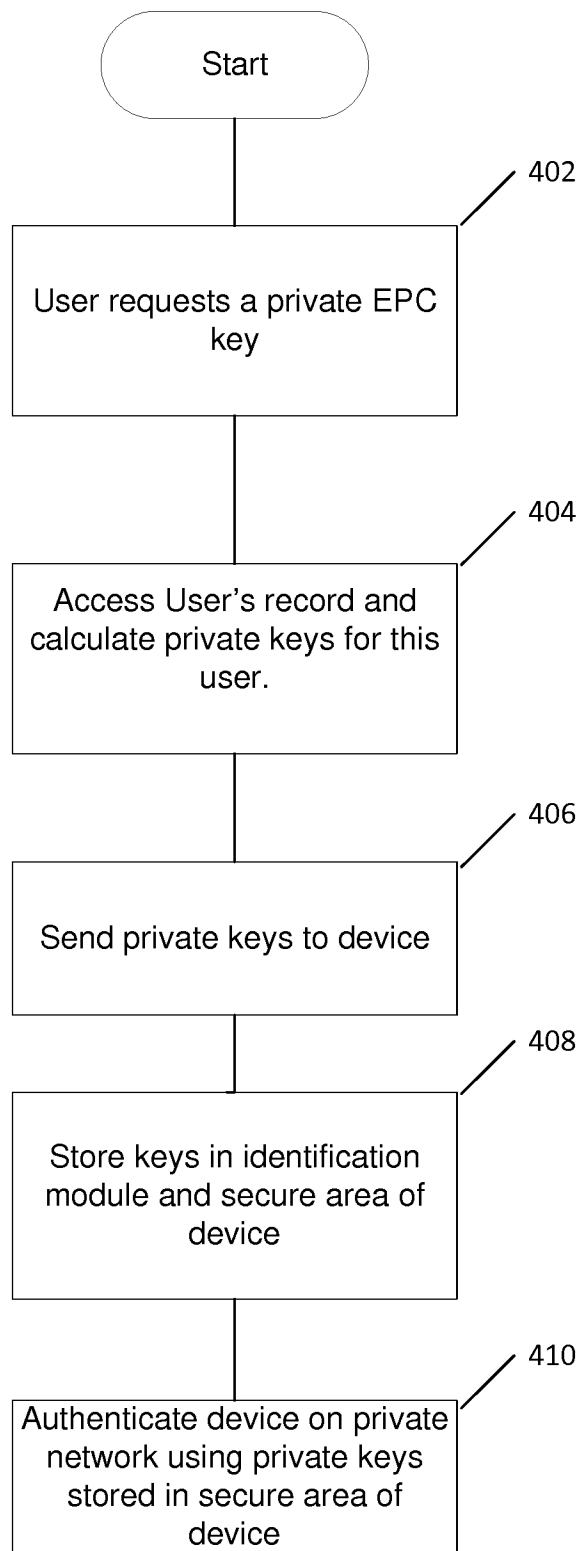 Start
402
User requests a private EPC
key
404
Access User's record and
calculate private keys for this
user.
406
Send private keys to device
408
Store keys in identification
module and secure area of
device
410
Authenticate device on private
network using private keys
stored in secure area of
device